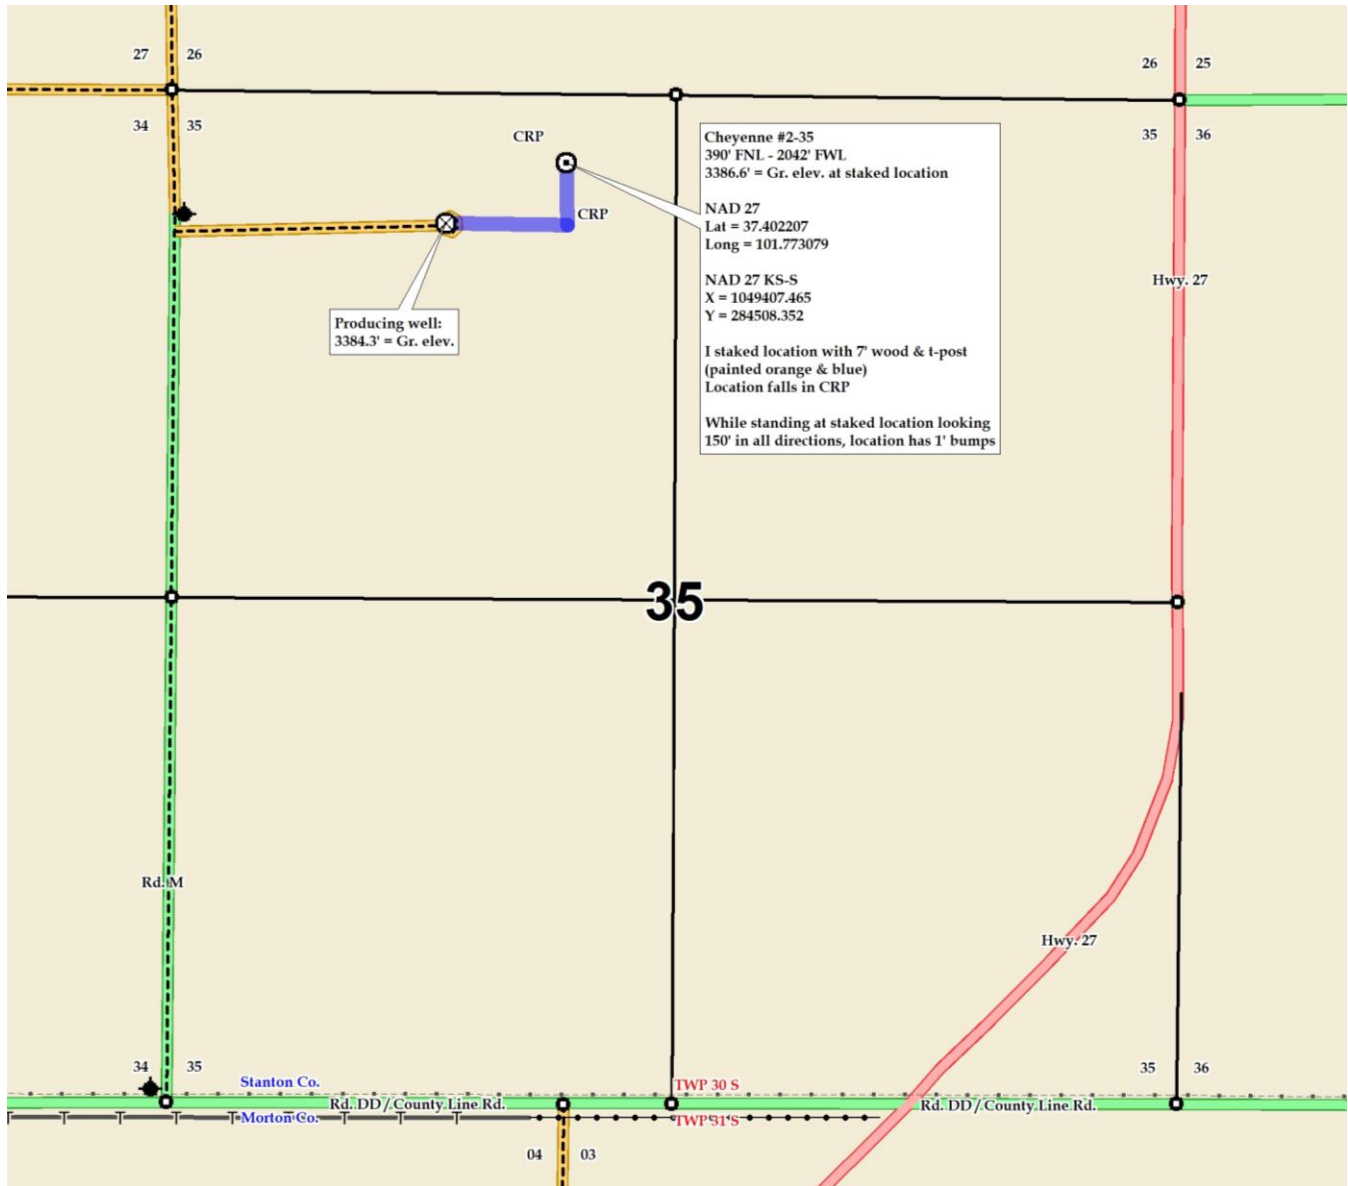 27 26
26 25
34 35
35 36
CRP
Cheyenne #2-35
390' FNL - 2042' FWL
3386.6' = Gr. elev. at staked location
NAD 27
Lat = 37.402207
Long = 101.773079
NAD 27 KS-S
X = 1049407.465
Y = 284508.352
I staked location with 7' wood & t-post
(painted orange & blue)
Location falls in CRP
While standing at staked location looking
150' in all directions, location has 1' bumps
CRP
Hwy. 27
Producing well:
3384.3' = Gr. elev.
35
Rd. M
Hwy. 27
34 35
35 36
Stanton Co.
TWP 30 S
Rd. DD / County Line Rd.
Rd. DD / County Line Rd.
Morton Co.
TWP 31 S
04 03